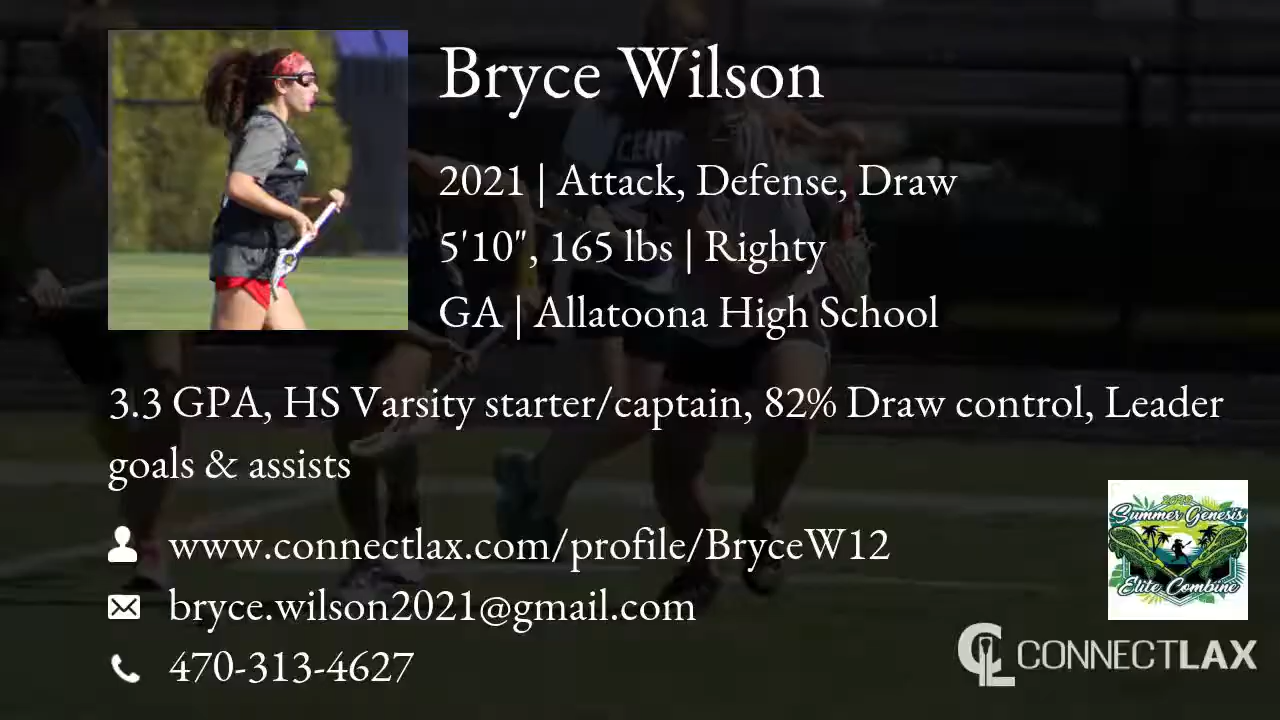 Bryce Wilson
2021 | Attack, Defense, Draw
5'10", 165 lbs | Righty
GA | Allatoona High School
3.3 GPA, HS Varsity starter/captain, 82% Draw control, Leader
goals & assists
www.connectlax.com/profile/BryceW12
bryce.wilson2021@gmail.com
470-313-4627
Summer Genesis
Elite Combine
CONNECTLAX